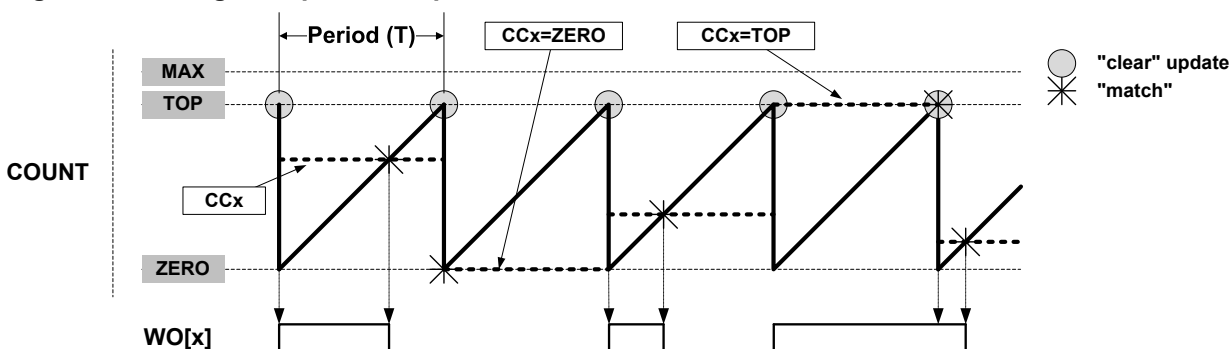 Period (T)
CCx=ZERO
CCx=TOP
"clear" update
"match"
MAX
TOP
COUNT
CCx
ZERO
WO[x]